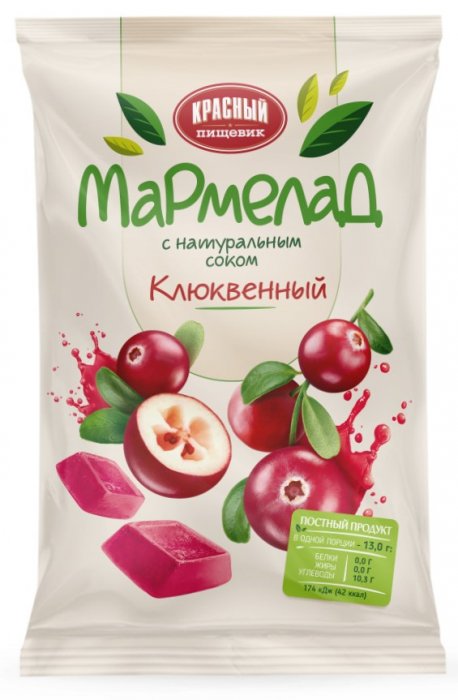 КРАСНЫЙ
ПИЩЕВИК
МАРМЕЛАД
с натуральным
соком
Клюквенный
ПОСТНЫЙ ПРОДУКТ
В ОДНОЙ ПОРЦИИ - 13,0 г:
БЕЛКИ 0,0 Г
ЖИРЫ 0,0 Г
УГЛЕВОДЫ 10,3 Г
174 кДж (42 ккал)